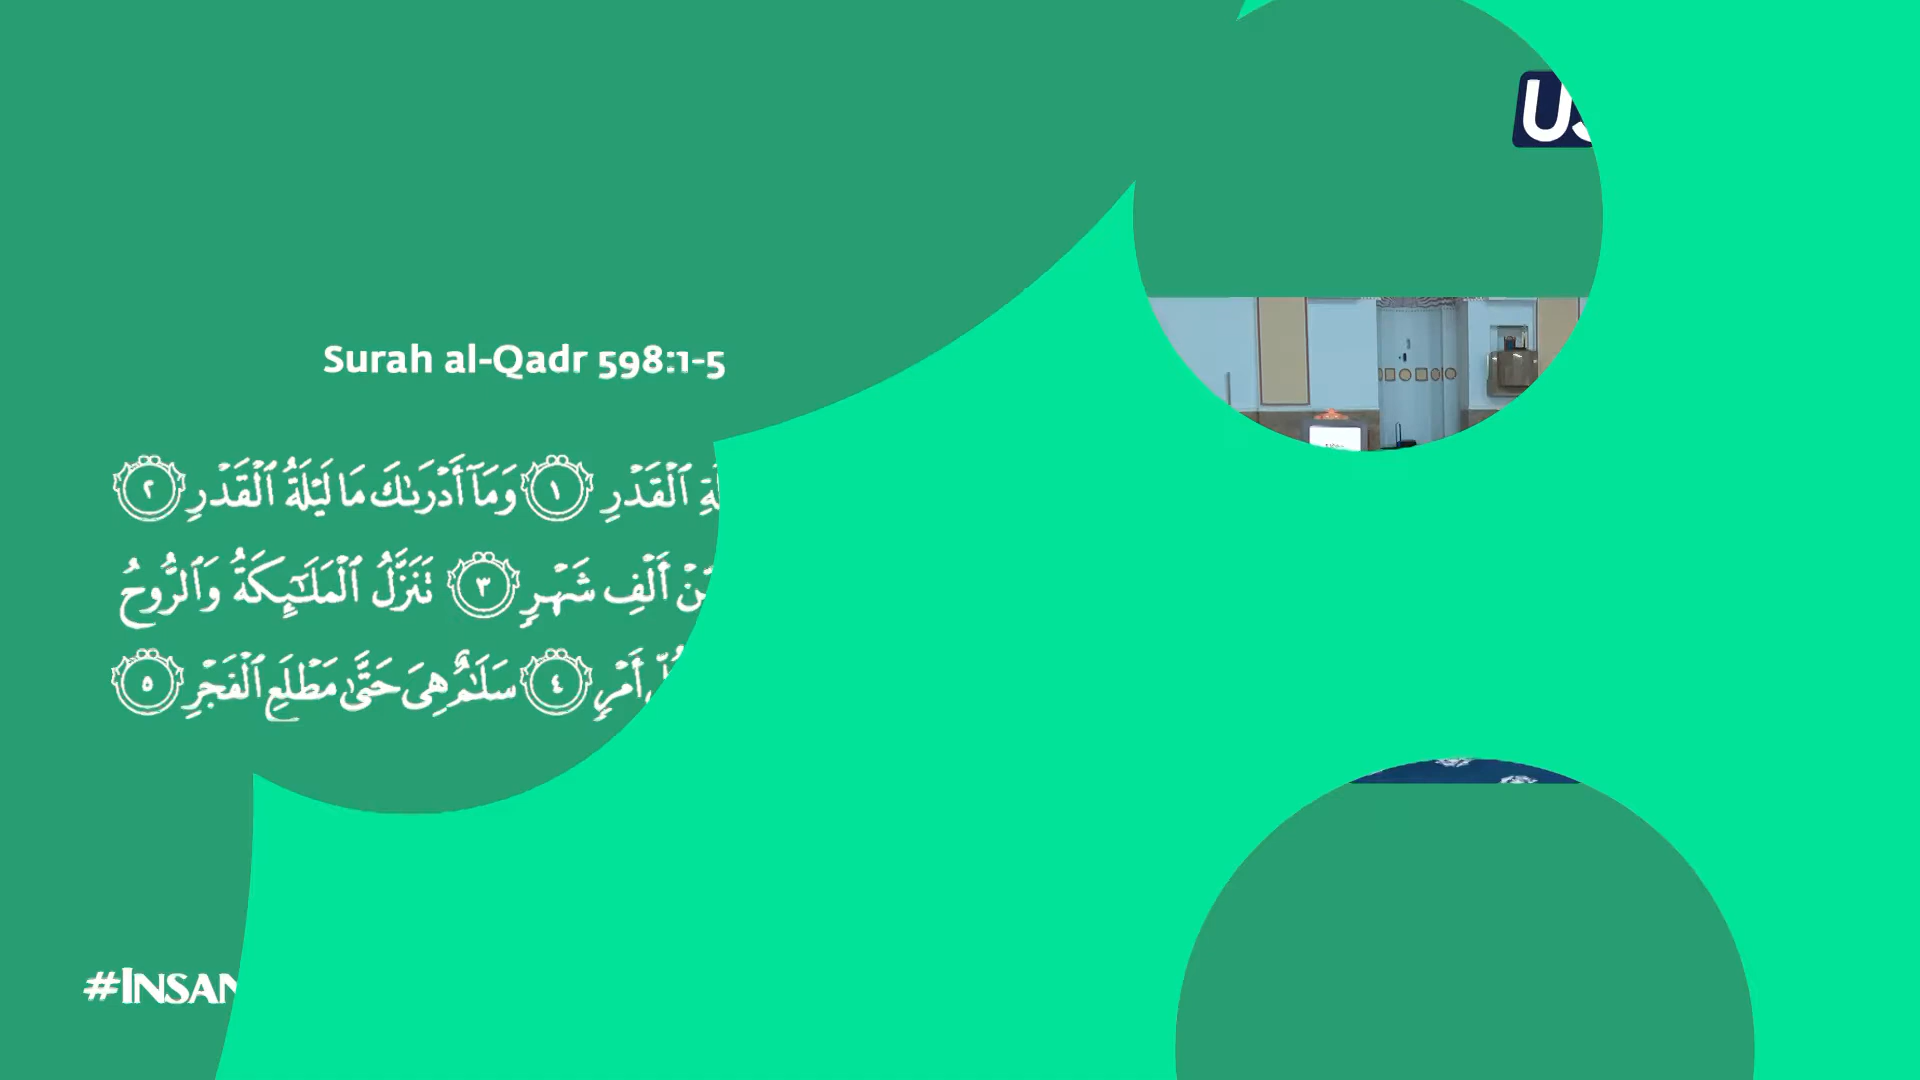 Surah al-Qadr 598:1-5
ٱلْقَدْرِ ١ وَمَآ أَدْرَىٰكَ مَا لَيْلَةُ ٱلْقَدْرِ ٢
أَلْفِ شَهْرٍ ٣ تَنَزَّلُ ٱلْمَلَـٰٓئِكَةُ وَٱلرُّوحُ
أَمْرٍ ٤ سَلَـٰمٌ هِىَ حَتَّىٰ مَطْلَعِ ٱلْفَجْرِ ٥